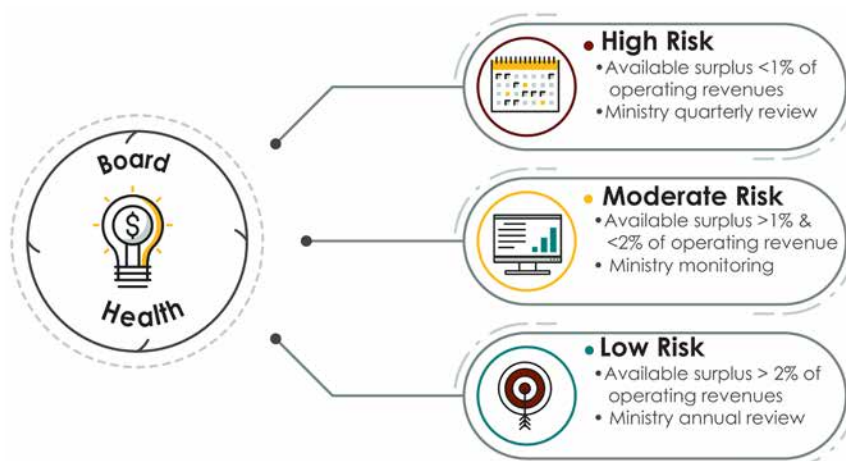 Board
$
Health
• High Risk
• Available surplus <1% of
operating revenues
• Ministry quarterly review
• Moderate Risk
• Available surplus >1% &
<2% of operating revenue
• Ministry monitoring
• Low Risk
• Available surplus > 2% of
operating revenues
• Ministry annual review